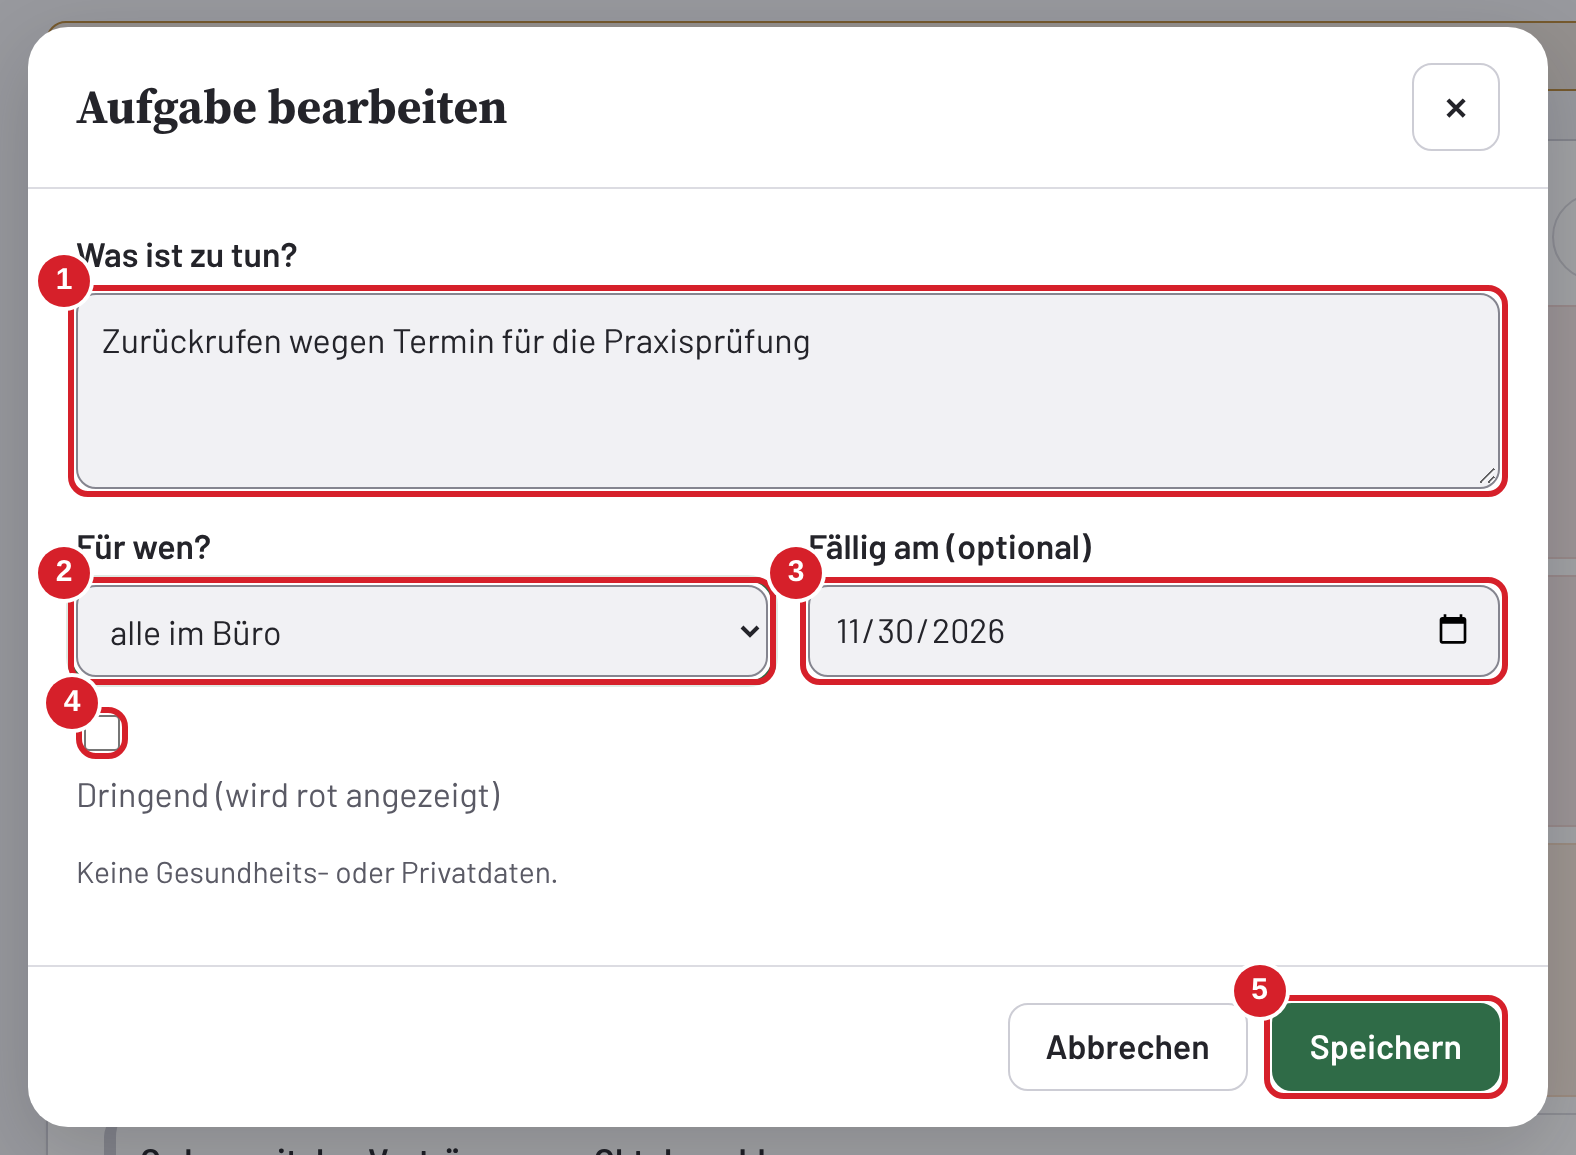 Aufgabe bearbeiten
×
Was ist zu tun?
1
Zurückrufen wegen Termin für die Praxisprüfung
Für wen?
Fällig am (optional)
2
3
alle im Büro
11/30/2026
4
Dringend (wird rot angezeigt)
Keine Gesundheits- oder Privatdaten.
5
Abbrechen
Speichern